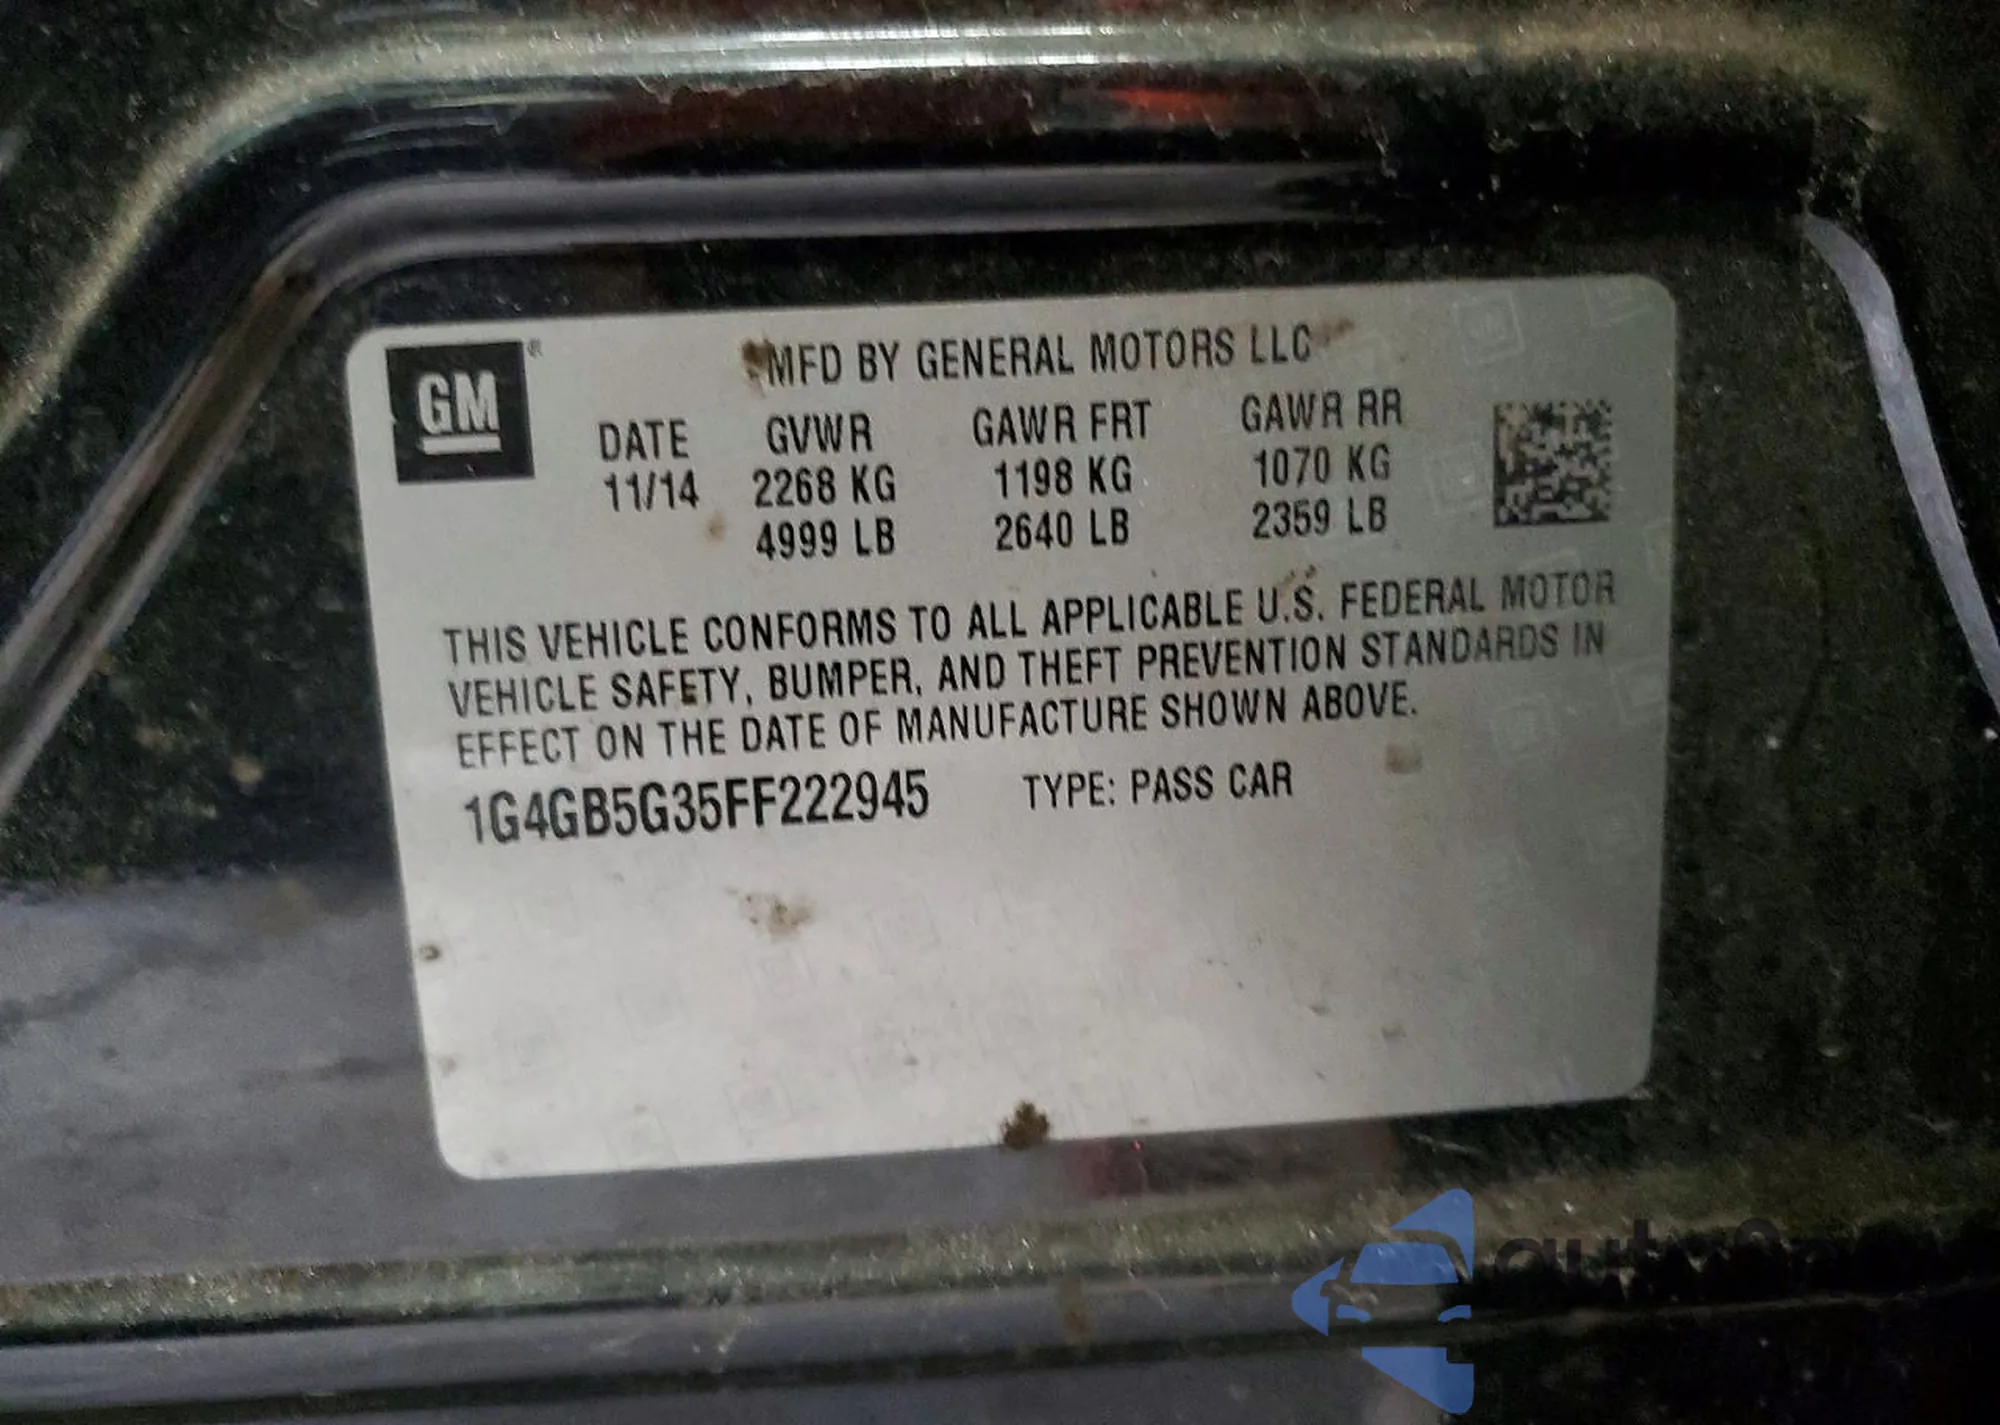 GM ®
MFD BY GENERAL MOTORS LLC
DATE GVWR GAWR FRT GAWR RR
11/14 2268 KG 1198 KG 1070 KG
4999 LB 2640 LB 2359 LB
THIS VEHICLE CONFORMS TO ALL APPLICABLE U.S. FEDERAL MOTOR
VEHICLE SAFETY, BUMPER, AND THEFT PREVENTION STANDARDS IN
EFFECT ON THE DATE OF MANUFACTURE SHOWN ABOVE.
1G4GB5G35FF222945 TYPE: PASS CAR